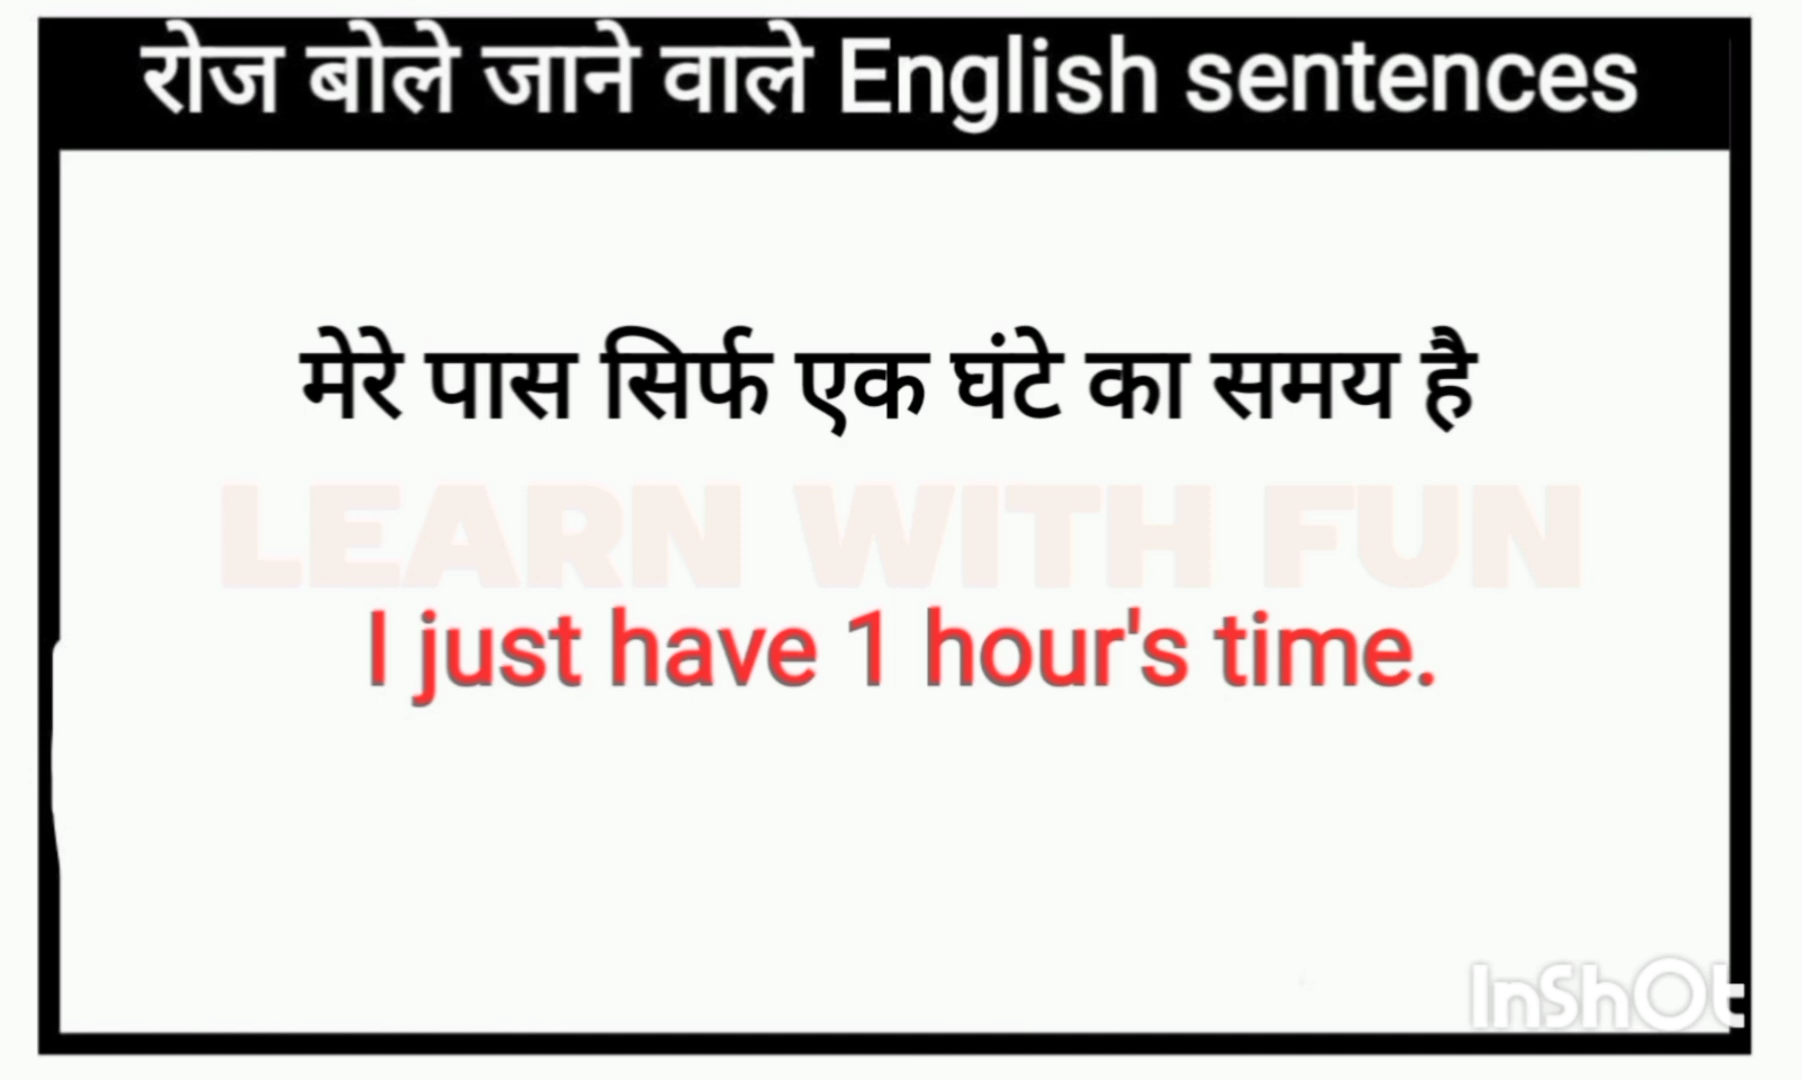 रोज बोले जाने वाले English sentences
मेरे पास सिर्फ एक घंटे का समय है
LEARN WITH FUN
I just have 1 hour's time.
InShOt